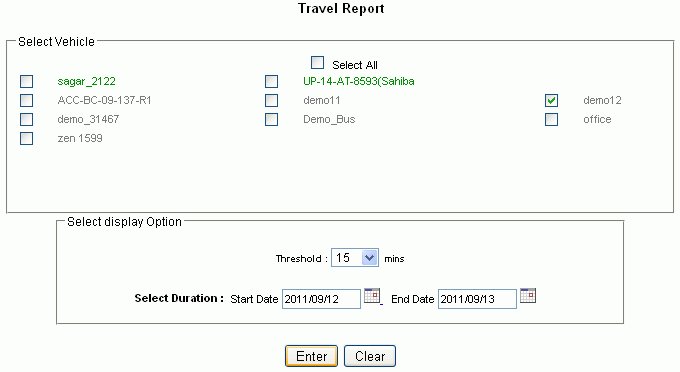 Travel Report
Select Vehicle
Select All
sagar_2122 UP-14-AT-8593(Sahiba
ACC-BC-09-137-R1 demo11 demo12
demo_31467 Demo_Bus office
zen 1599
Select display Option
Threshold : 15 mins
Select Duration : Start Date 2011/09/12 End Date 2011/09/13
Enter Clear